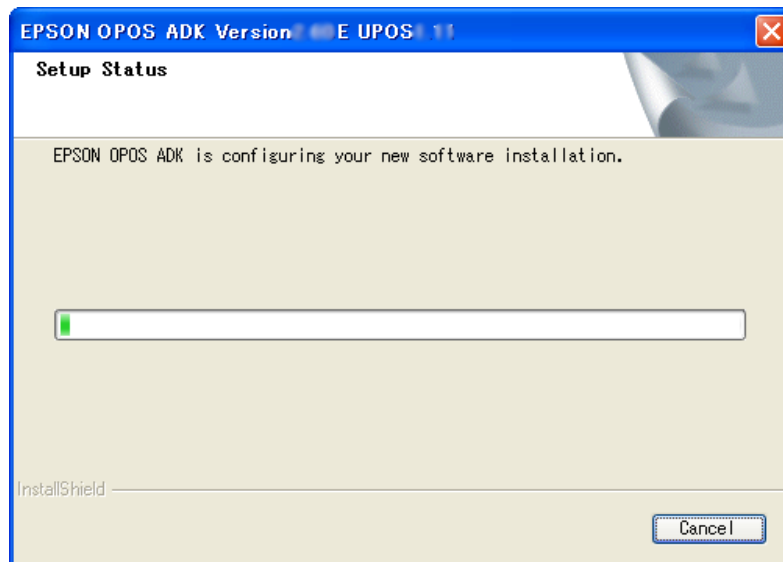 EPSON OPOS ADK Version E UPOS
Setup Status
EPSON OPOS ADK is configuring your new software installation.
InstallShield
Cancel